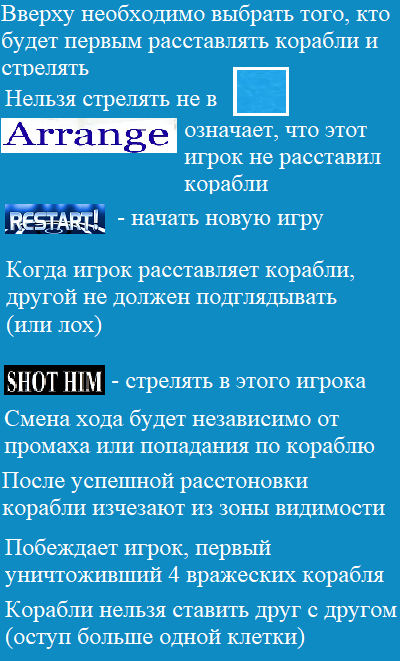 Вверху необходимо выбрать того, кто
будет первым расставлять корабли и
стрелять
Нельзя стрелять не в
Arrange
означает, что этот
игрок не расставил
корабли
RESTART! - начать новую игру
Когда игрок расставляет корабли,
другой не должен подглядывать
(или лох)
SHOT HIM - стрелять в этого игрока
Смена хода будет независимо от
промаха или попадания по кораблю
После успешной расстоновки
корабли изчезают из зоны видимости
Побеждает игрок, первый
уничтоживший 4 вражеских корабля
Корабли нельзя ставить друг с другом
(оступ больше одной клетки)